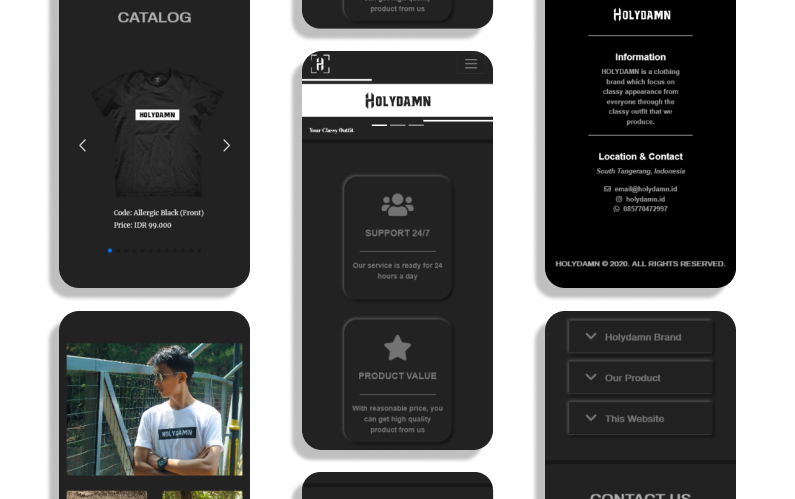 CATALOG
HOLYDAMN
Code: Allergic Black (Front)
Price: IDR 99.000
HOLYDAMN
product from us
H
HOLYDAMN
Your Classy Outfit
SUPPORT 24/7
Our service is ready for 24
hours a day
PRODUCT VALUE
With reasonable price, you
can get high quality
product from us
HOLYDAMN
Information
HOLYDAMN is a clothing
brand which focus on
classy appearance from
everyone through the
classy outfit that we
produce.
Location & Contact
South Tangerang, Indonesia
email@holydamn.id
holydamn.id
085770472997
HOLYDAMN © 2020. ALL RIGHTS RESERVED.
Holydamn Brand
Our Product
This Website
CONTACT US